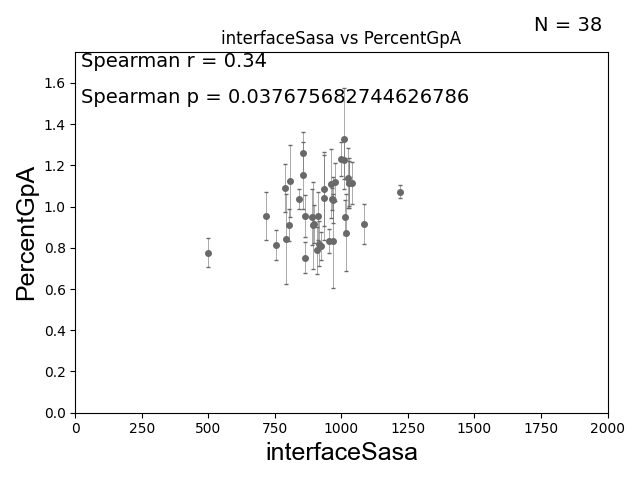 N = 38
interfaceSasa vs PercentGpA
Spearman r = 0.34
Spearman p = 0.037675682744626786
PercentGpA
1.6
1.4
1.2
1.0
0.8
0.6
0.4
0.2
0.0
0 250 500 750 1000 1250 1500 1750 2000
interfaceSasa